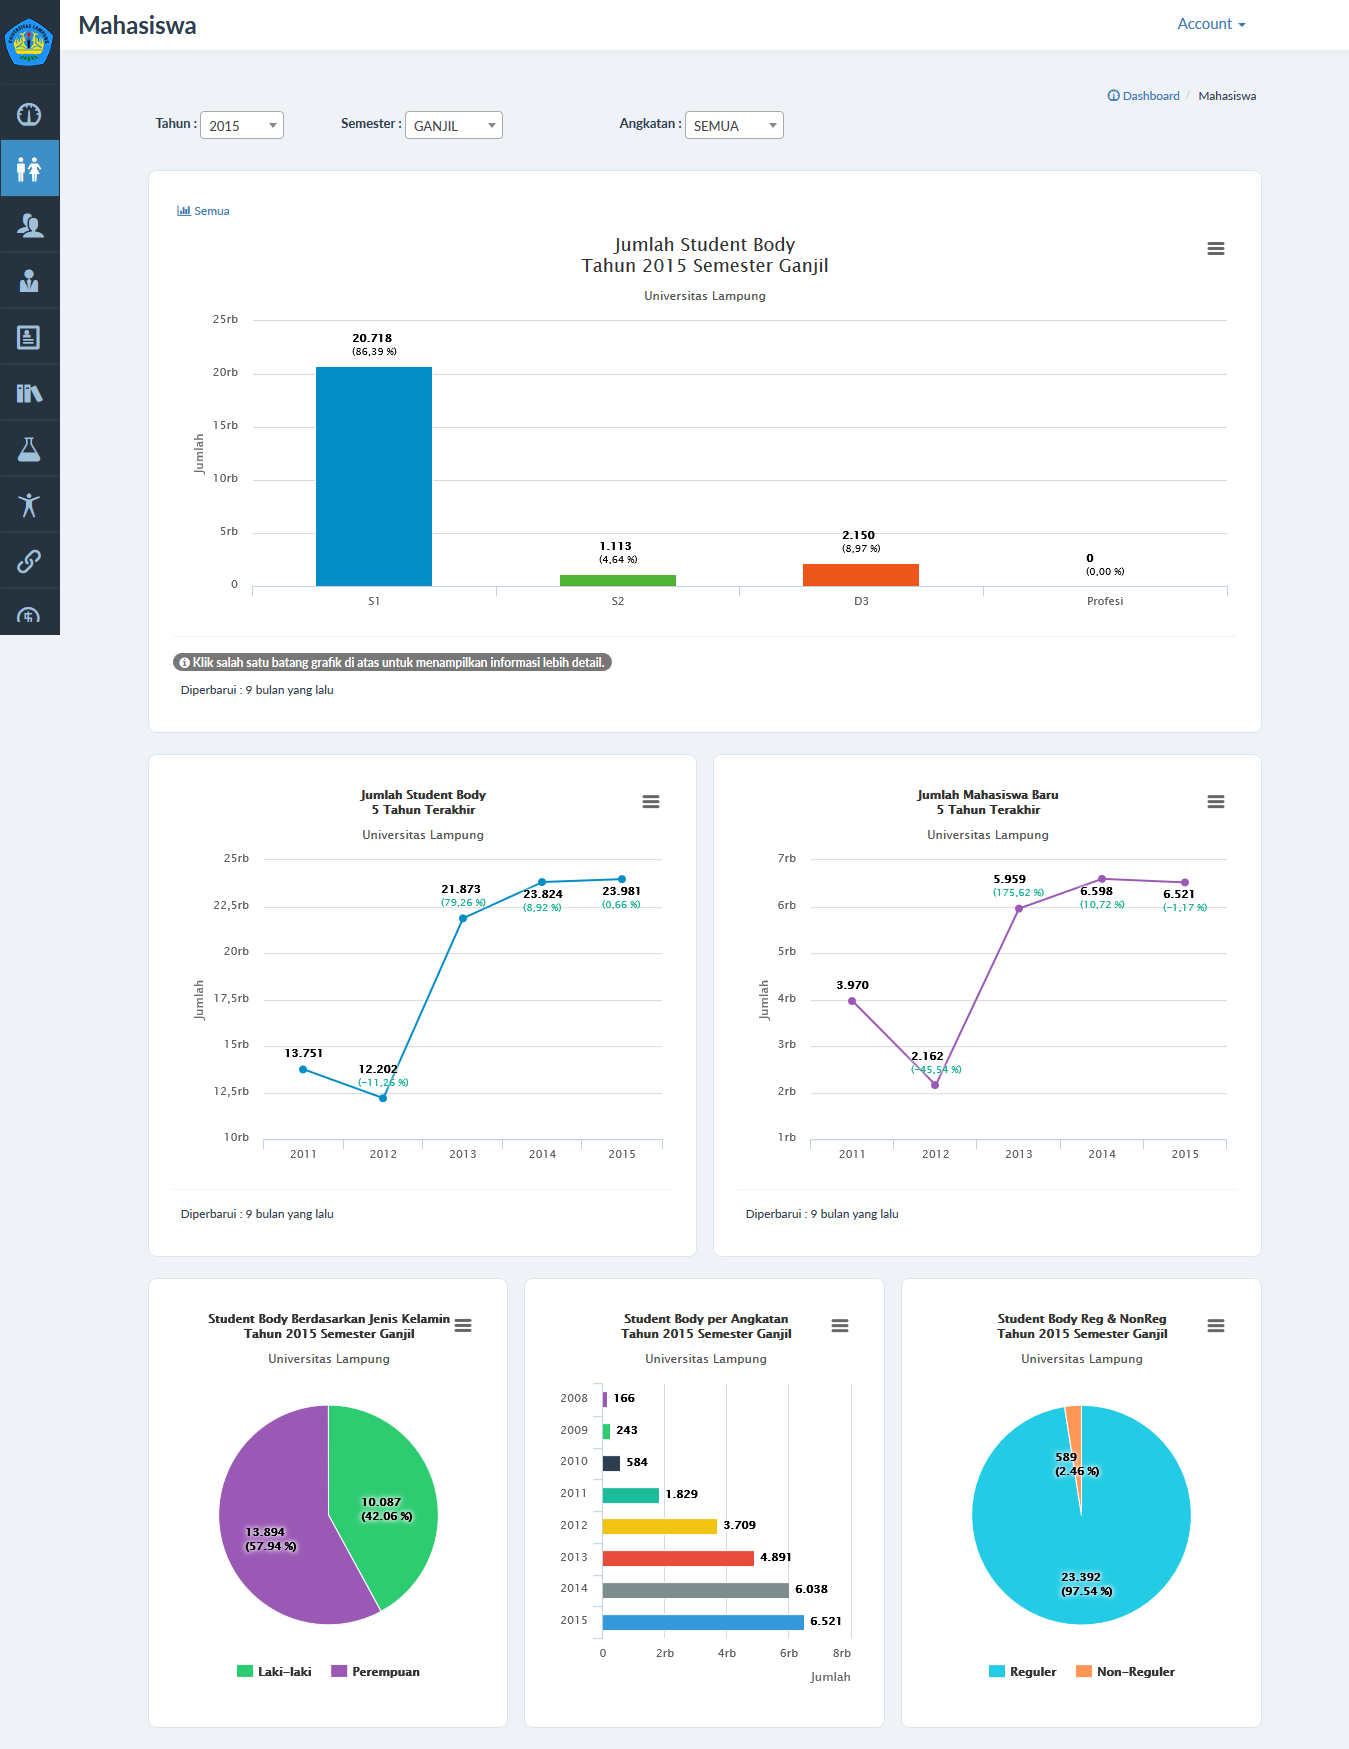 Mahasiswa
Account
Dashboard / Mahasiswa
Tahun : 2015 Semester : GANJIL Angkatan : SEMUA
Semua
Jumlah Student Body
Tahun 2015 Semester Ganjil
Universitas Lampung
25rb
20rb
15rb
10rb
5rb
0
Jumlah
20.718
(86,39 %)
1.113
(4,64 %)
2.150
(8,97 %)
0
(0,00 %)
S1 S2 D3 Profesi
Klik salah satu batang grafik di atas untuk menampilkan informasi lebih detail.
Diperbarui : 9 bulan yang lalu
Jumlah Student Body
5 Tahun Terakhir
Universitas Lampung
25rb
22,5rb
20rb
17,5rb
15rb
12,5rb
10rb
Jumlah
13.751
12.202
(-11,26 %)
21.873
(79,26 %)
23.824
(8,92 %)
23.981
(0,66 %)
2011 2012 2013 2014 2015
Diperbarui : 9 bulan yang lalu
Jumlah Mahasiswa Baru
5 Tahun Terakhir
Universitas Lampung
7rb
6rb
5rb
4rb
3rb
2rb
1rb
Jumlah
3.970
2.162
(-45,54 %)
5.959
(175,62 %)
6.598
(10,72 %)
6.521
(-1,17 %)
2011 2012 2013 2014 2015
Diperbarui : 9 bulan yang lalu
Student Body Berdasarkan Jenis Kelamin
Tahun 2015 Semester Ganjil
Universitas Lampung
10.087
(42.06 %)
13.894
(57.94 %)
Laki-laki Perempuan
Student Body per Angkatan
Tahun 2015 Semester Ganjil
Universitas Lampung
2008 166
2009 243
2010 584
2011 1.829
2012 3.709
2013 4.891
2014 6.038
2015 6.521
0 2rb 4rb 6rb 8rb
Jumlah
Student Body Reg & NonReg
Tahun 2015 Semester Ganjil
Universitas Lampung
589
(2.46 %)
23.392
(97.54 %)
Reguler Non-Reguler